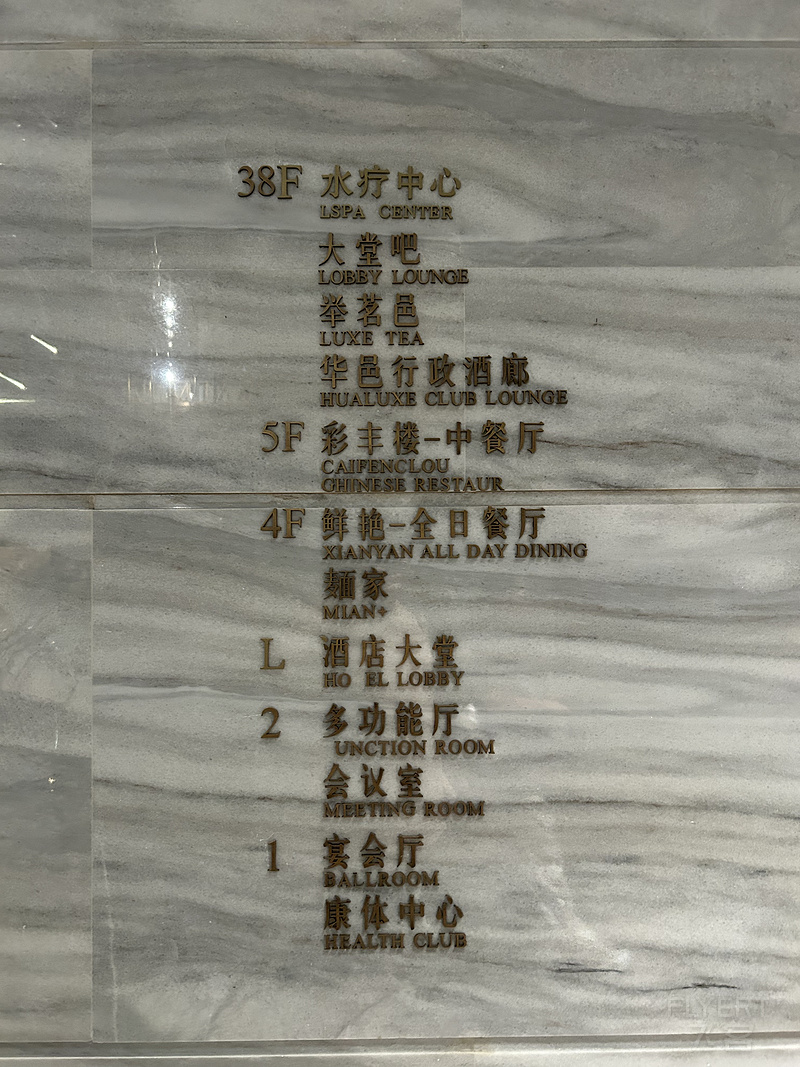 38F 水疗中心
LSPA CENTER
大堂吧
LOBBY LOUNGE
举茗邑
LUXE TEA
华邑行政酒廊
HUALUXE CLUB LOUNGE
5F 彩丰楼-中餐厅
CAIFENCLOU
CHINESE RESTAUR
4F 鲜艳-全日餐厅
XIANYAN ALL DAY DINING
麺家
MIAN+
L 酒店大堂
HO EL LOBBY
2 多功能厅
UNCTION ROOM
会议室
MEETING ROOM
1 宴会厅
BALLROOM
康体中心
HEALTH CLUB
FLYERT